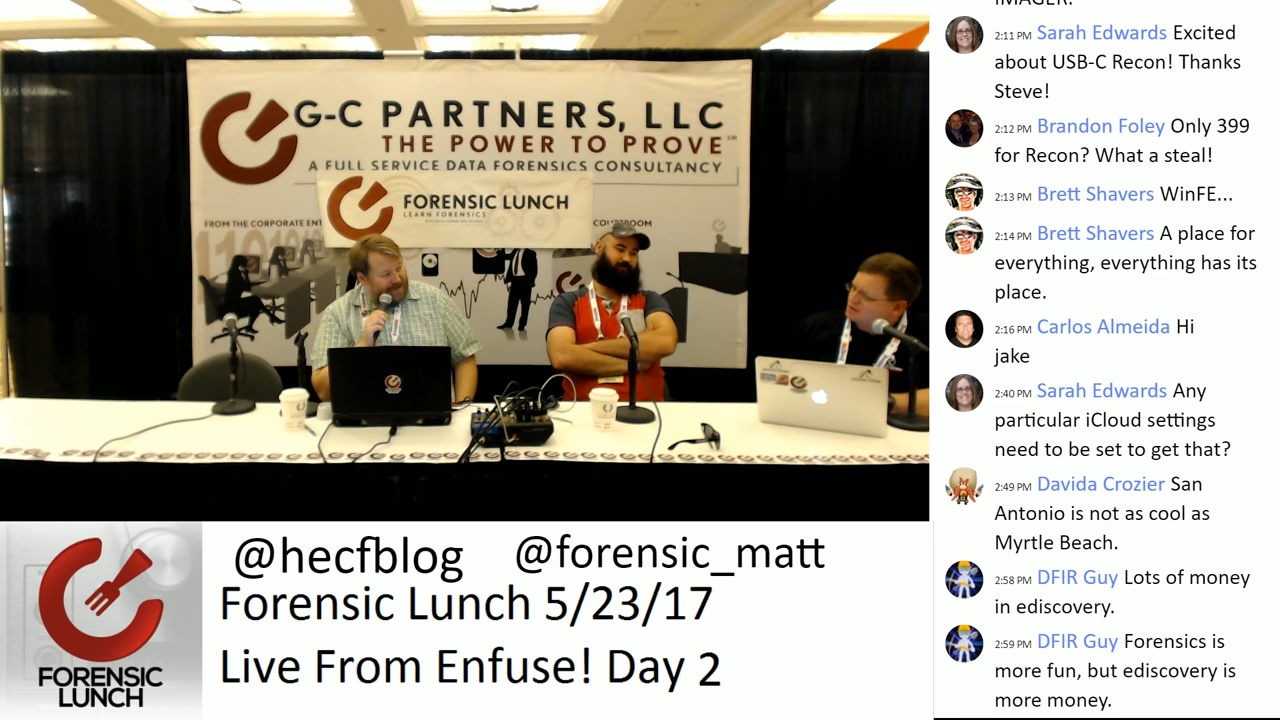 G-C PARTNERS, LLC
THE POWER TO PROVE
SM
A FULL SERVICE DATA FORENSICS CONSULTANCY
FORENSIC LUNCH
LEARN FORENSICS
FROM THE CORPORATE ENT
COURTROOM
@hecfblog @forensic_matt
Forensic Lunch 5/23/17
Live From Enfuse! Day 2
FORENSIC
LUNCH
IMAGER.
2:11 PM Sarah Edwards Excited
about USB-C Recon! Thanks
Steve!
2:12 PM Brandon Foley Only 399
for Recon? What a steal!
2:13 PM Brett Shavers WinFE...
2:14 PM Brett Shavers A place for
everything, everything has its
place.
2:16 PM Carlos Almeida Hi
jake
2:40 PM Sarah Edwards Any
particular iCloud settings
need to be set to get that?
2:49 PM Davida Crozier San
Antonio is not as cool as
Myrtle Beach.
2:58 PM DFIR Guy Lots of money
in ediscovery.
2:59 PM DFIR Guy Forensics is
more fun, but ediscovery is
more money.